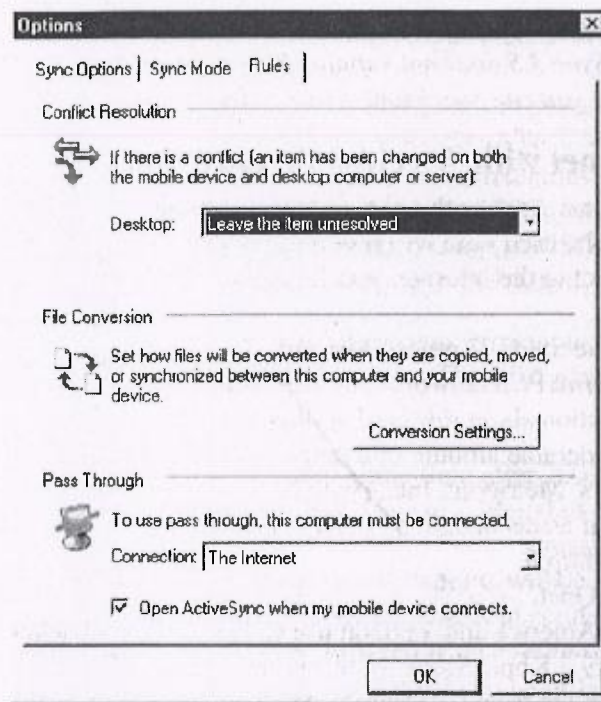 Options
Sync Options Sync Mode Rules
Conflict Resolution
If there is a conflict (an item has been changed on both
the mobile device and desktop computer or server):
Desktop: Leave the item unresolved
File Conversion
Set how files will be converted when they are copied, moved,
or synchronized between this computer and your mobile
device.
Conversion Settings...
Pass Through
To use pass through, this computer must be connected.
Connection: The Internet
Open ActiveSync when my mobile device connects.
OK Cancel